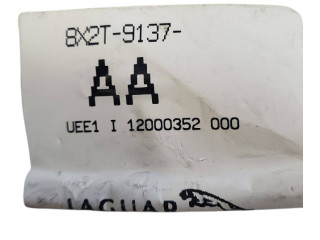 8X2T-9137-
AA
UEE1 I 12000352 000
JAGUAR